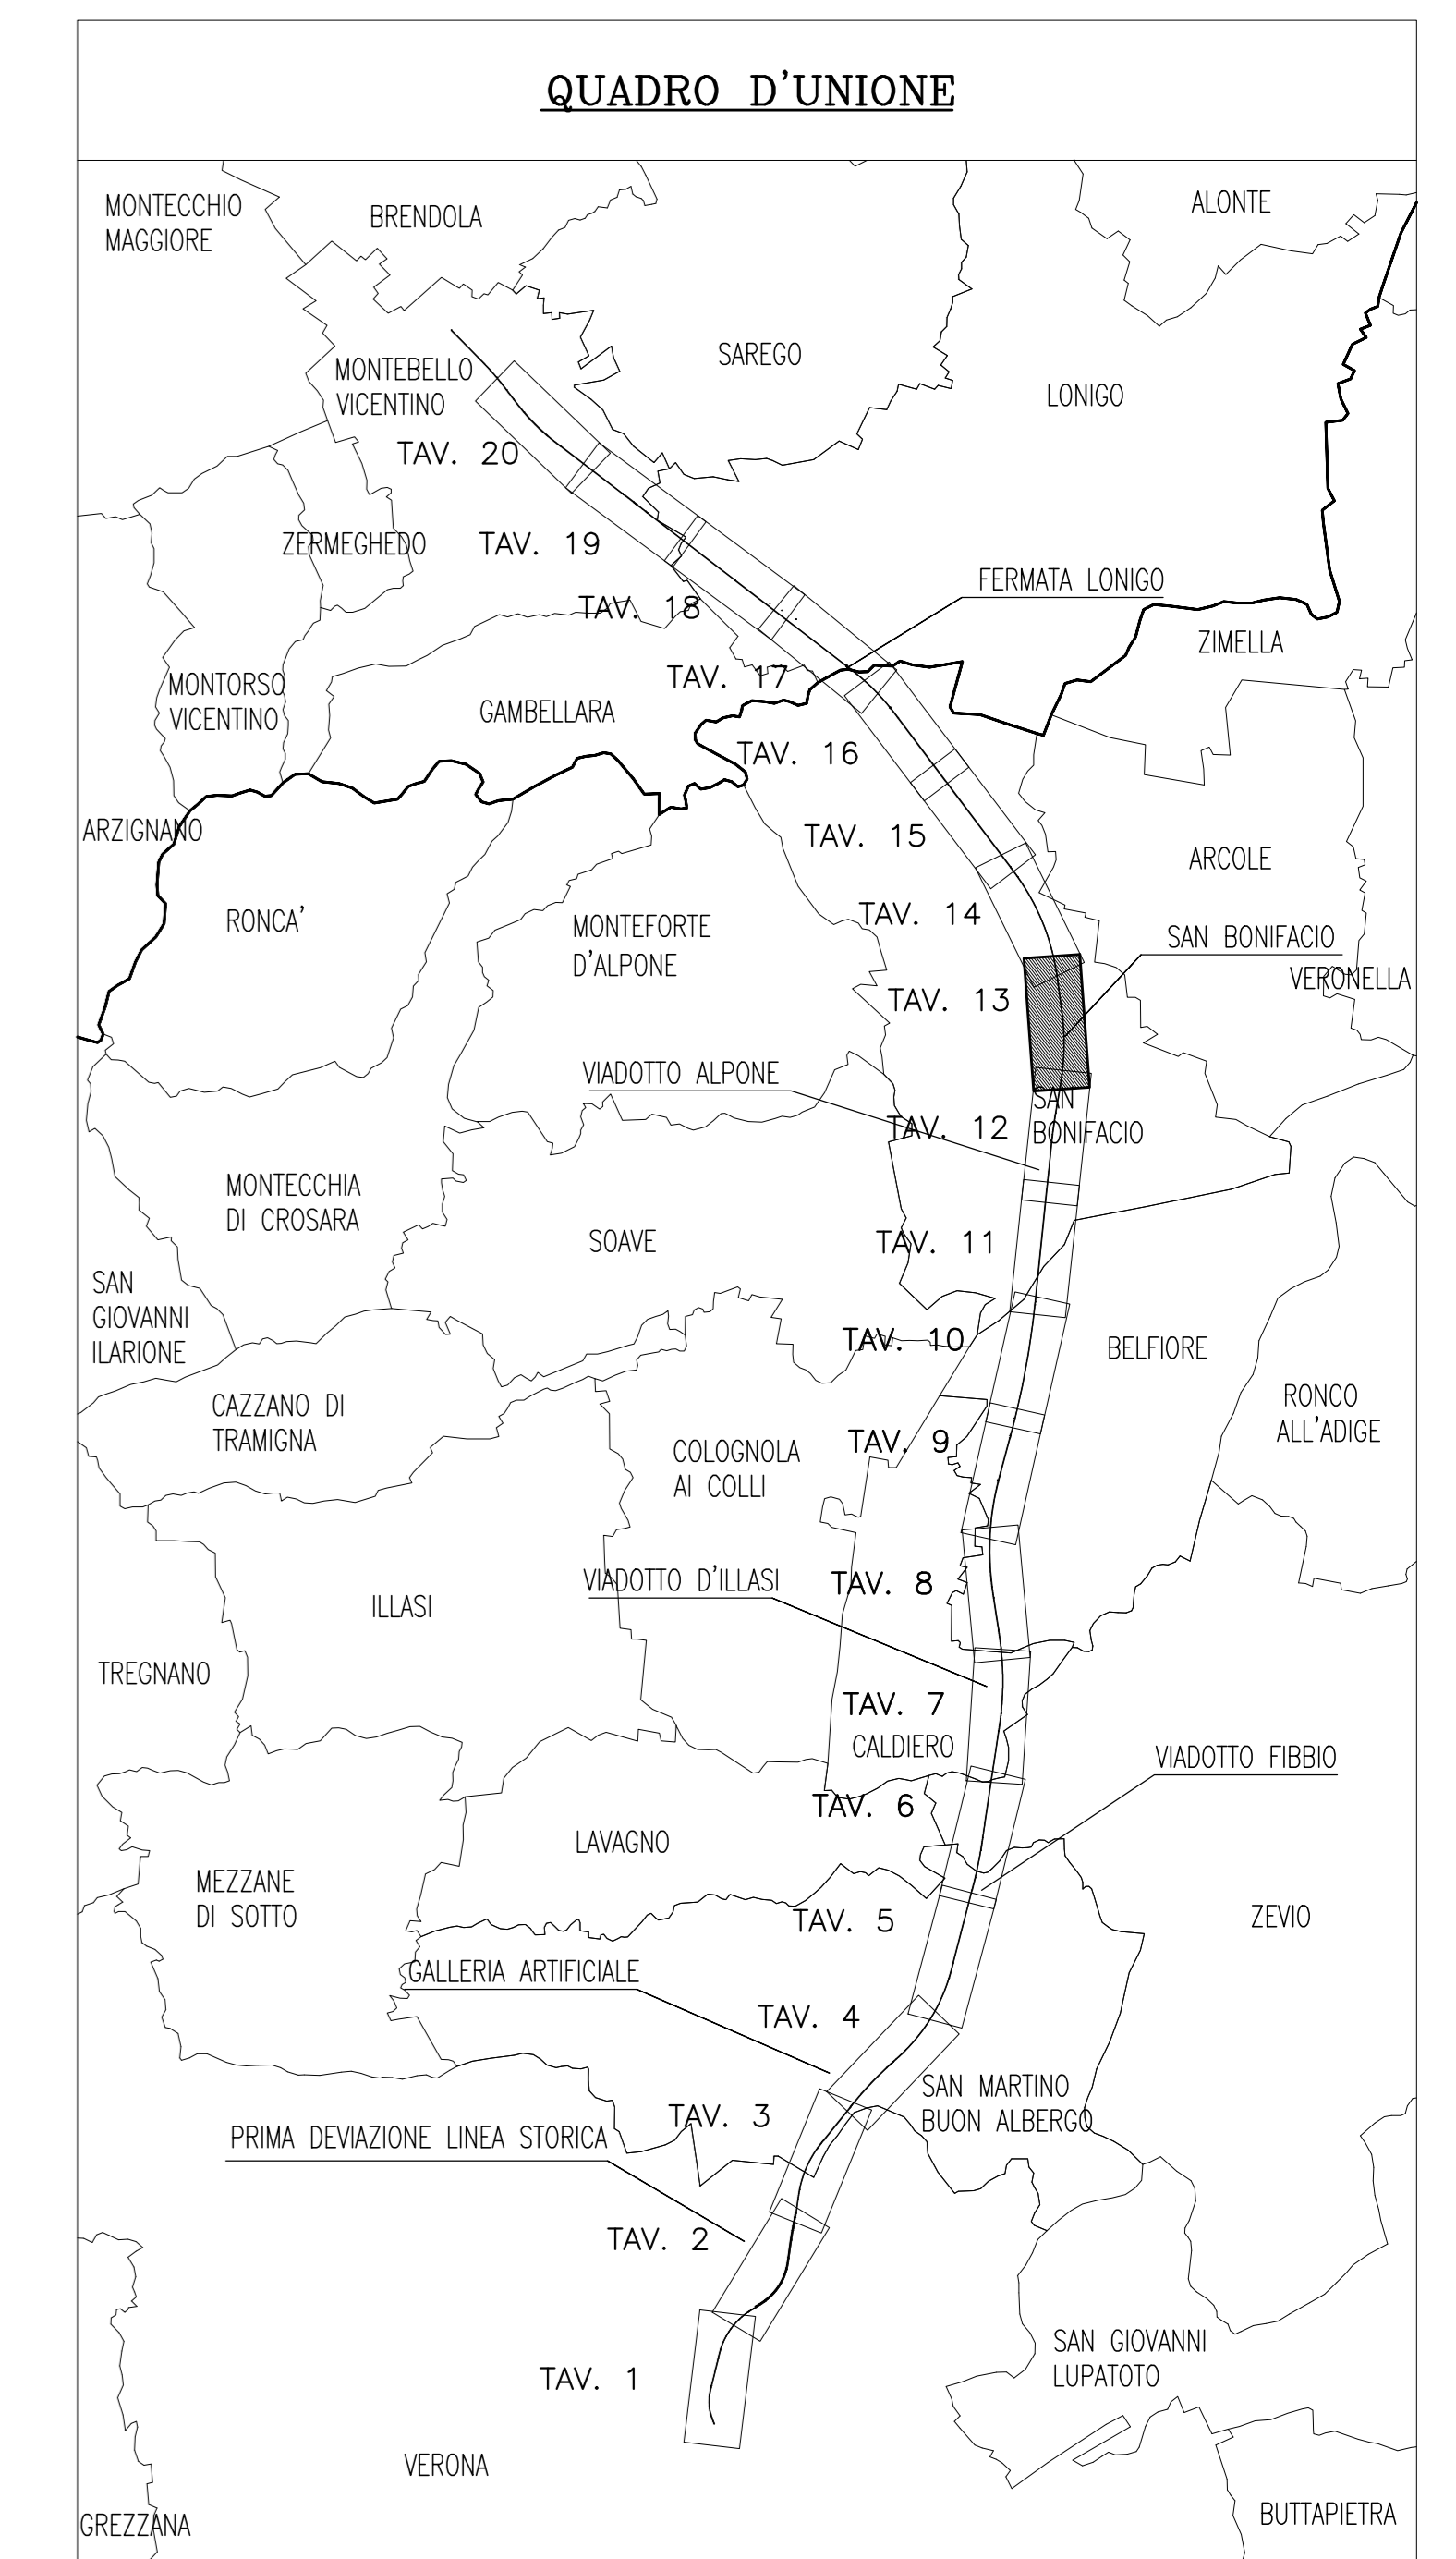 QUADRO D'UNIONE
MONTECCHIO
MAGGIORE
BRENDOLA
ALONTE
SAREGO
MONTEBELLO
VICENTINO
LONIGO
TAV. 20
ZERMEGHEDO
TAV. 19
FERMATA LONIGO
TAV. 18
ZIMELLA
TAV. 17
MONTORSO
VICENTINO
GAMBELLARA
TAV. 16
ARZIGNANO
TAV. 15
ARCOLE
RONCA'
TAV. 14
MONTEFORTE
D'ALPONE
SAN BONIFACIO
VERONELLA
TAV. 13
VIADOTTO ALPONE
SAN
BONIFACIO
TAV. 12
MONTECCHIA
DI CROSARA
SOAVE
TAV. 11
SAN
GIOVANNI
ILARIONE
TAV. 10
BELFIORE
CAZZANO DI
TRAMIGNA
RONCO
ALL'ADIGE
TAV. 9
COLOGNOLA
AI COLLI
VIADOTTO D'ILLASI
TAV. 8
ILLASI
TREGNANO
TAV. 7
CALDIERO
VIADOTTO FIBBIO
TAV. 6
LAVAGNO
MEZZANE
DI SOTTO
TAV. 5
ZEVIO
GALLERIA ARTIFICIALE
TAV. 4
SAN MARTINO
BUON ALBERGO
TAV. 3
PRIMA DEVIAZIONE LINEA STORICA
TAV. 2
SAN GIOVANNI
LUPATOTO
TAV. 1
VERONA
BUTTAPIETRA
GREZZANA